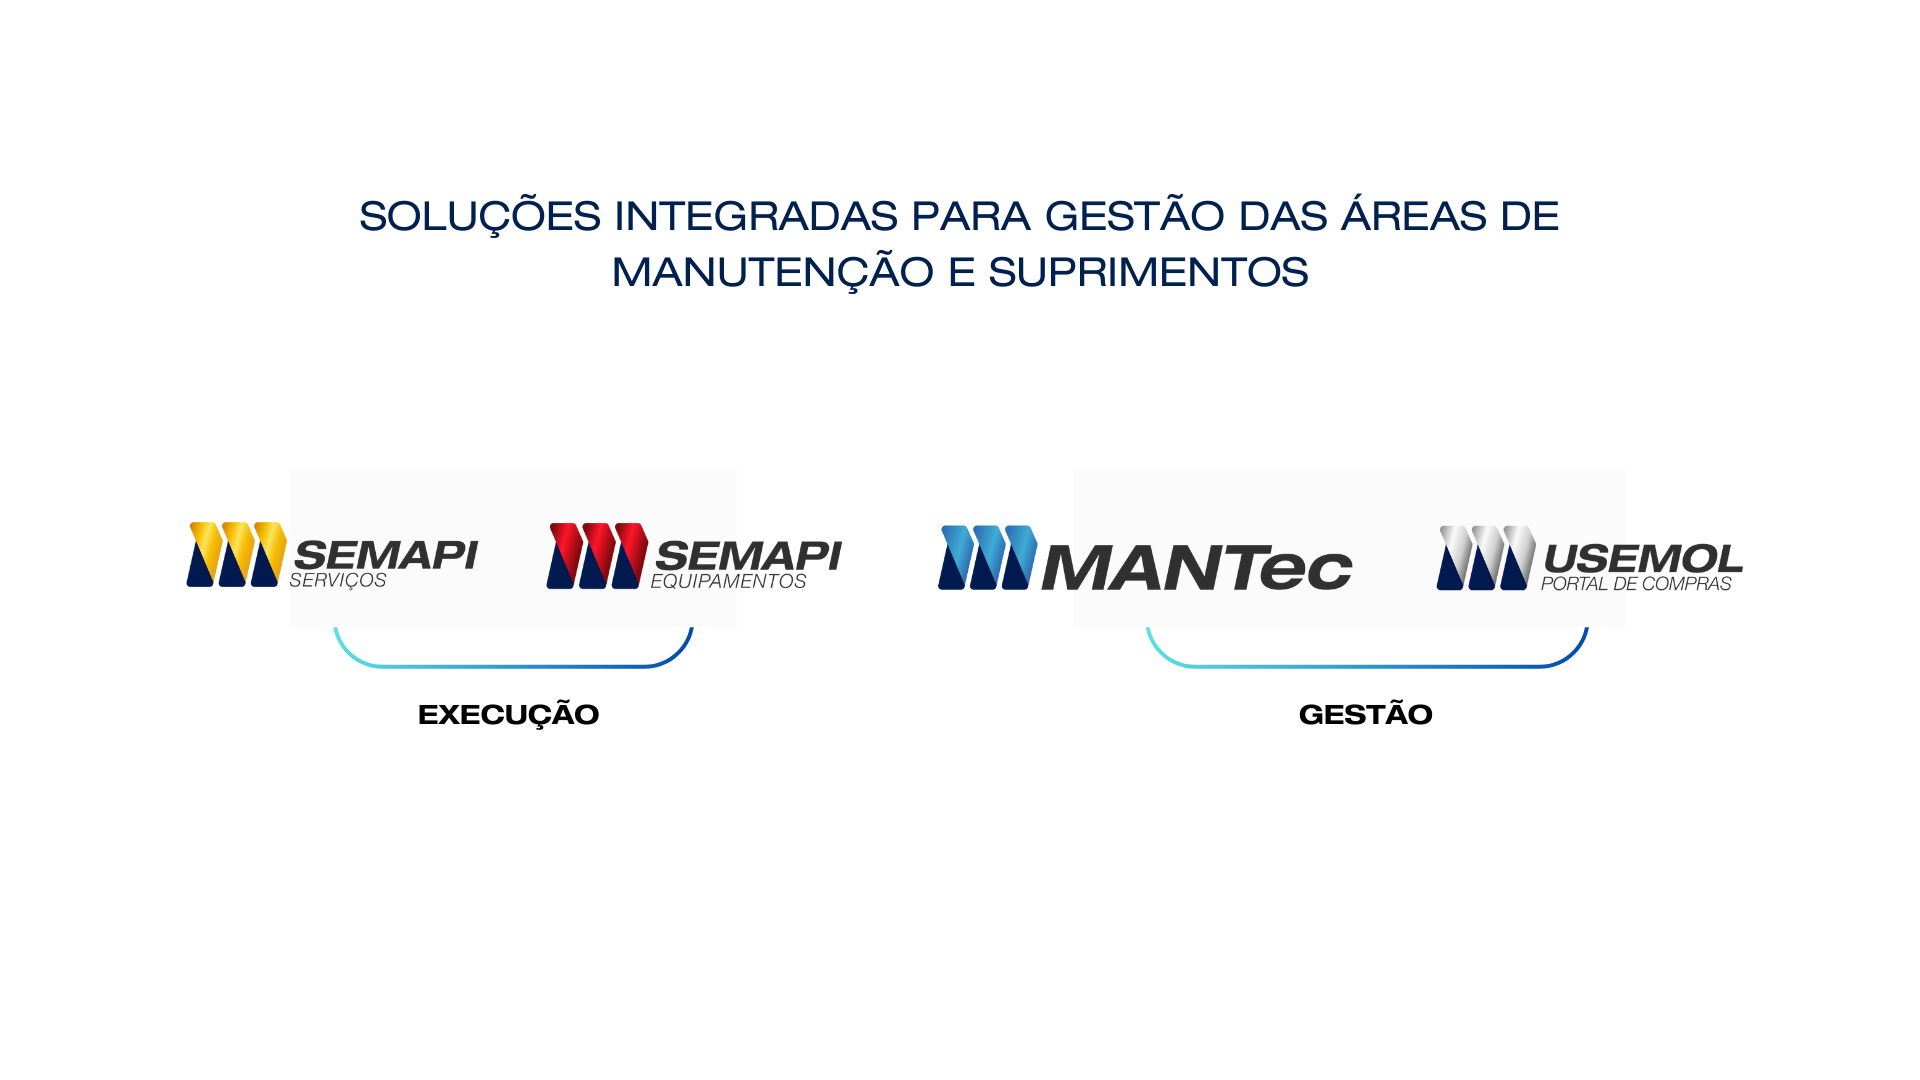 SOLUÇÕES INTEGRADAS PARA GESTÃO DAS ÁREAS DE
MANUTENÇÃO E SUPRIMENTOS
SEMAPI
SERVIÇOS
SEMAPI
EQUIPAMENTOS
MANTec
USEMOL
PORTAL DE COMPRAS
EXECUÇÃO
GESTÃO